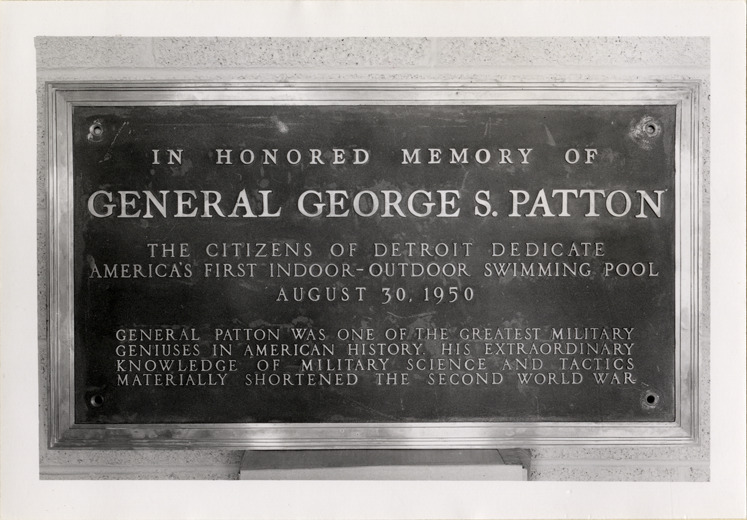 IN HONORED MEMORY OF
GENERAL GEORGE S. PATTON
THE CITIZENS OF DETROIT DEDICATE
AMERICA'S FIRST INDOOR-OUTDOOR SWIMMING POOL
AUGUST 30, 1950
GENERAL PATTON WAS ONE OF THE GREATEST MILITARY
GENIUSES IN AMERICAN HISTORY. HIS EXTRAORDINARY
KNOWLEDGE OF MILITARY SCIENCE AND TACTICS
MATERIALLY SHORTENED THE SECOND WORLD WAR